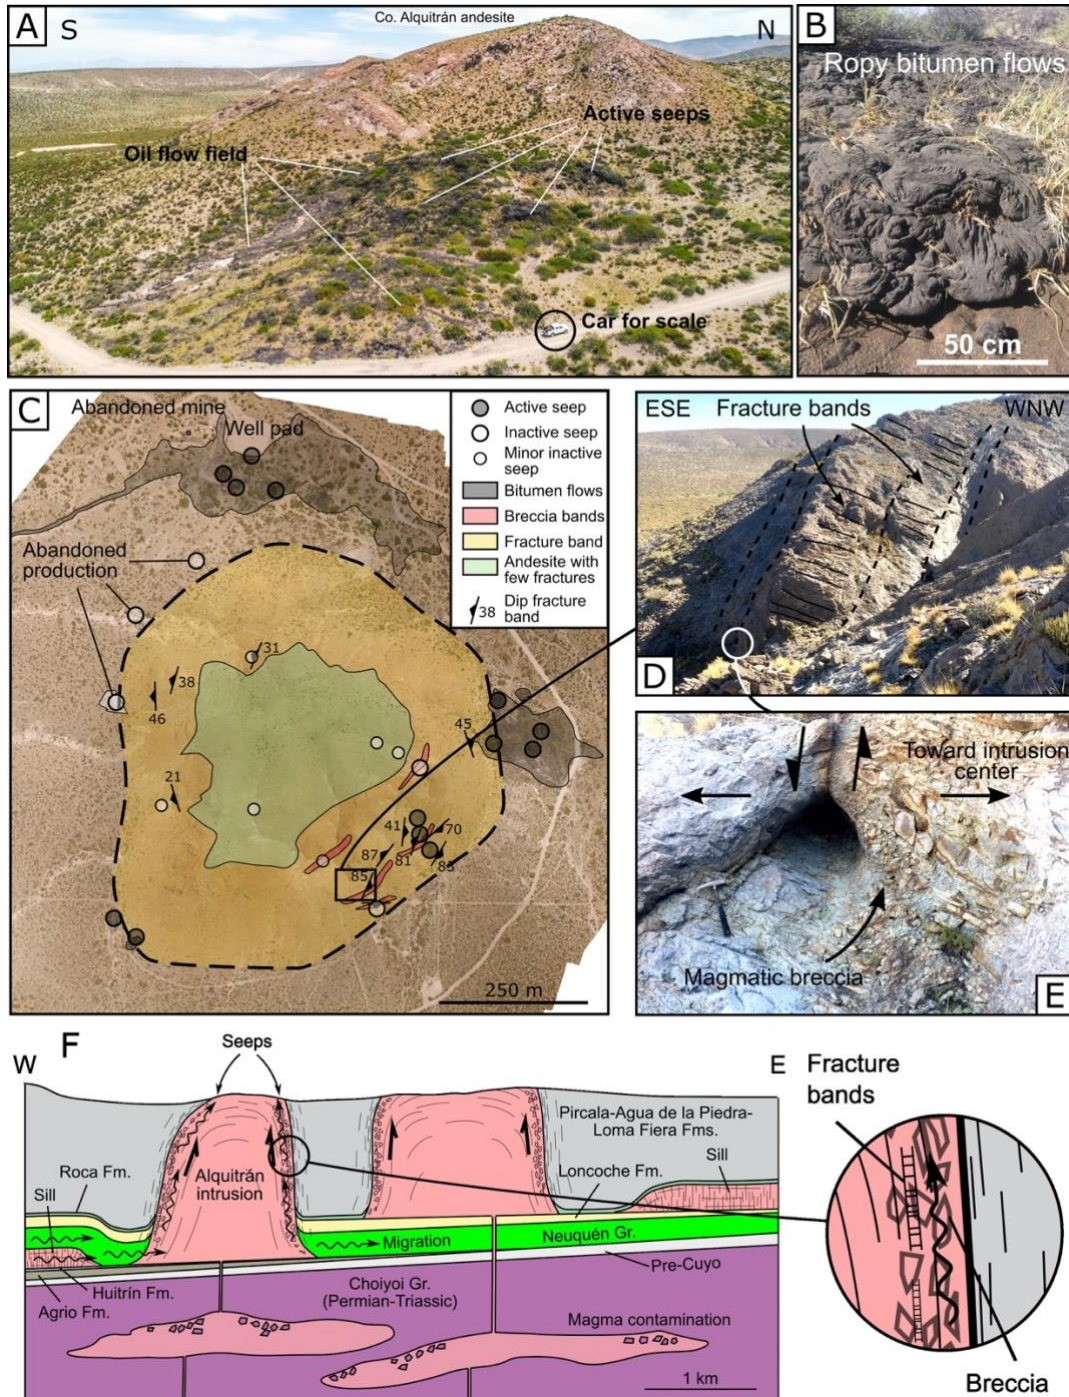 A
S
Co. Alquitrán andesite
N
Oil flow field
Active seeps
Car for scale
B
Ropy bitumen flows
50 cm
C
Abandoned mine
Well pad
Abandoned
production
Active seep
Inactive seep
Minor inactive
seep
Bitumen flows
Breccia bands
Fracture band
Andesite with
few fractures
38
Dip fracture
band
31
38
46
45
21
41
70
87
81
85
85
250 m
ESE
Fracture bands
WNW
D
Toward intrusion
center
Magmatic breccia
E
F
W
Seeps
E
Pircala-Agua de la Piedra-
Loma Fiera Fms.
Roca Fm.
Sill
Alquitrán
intrusion
Loncoche Fm.
Sill
Migration
Neuquén Gr.
Huitrín Fm.
Agrio Fm.
Choiyoi Gr.
(Permian-Triassic)
Pre-Cuyo
Magma contamination
1 km
Fracture
bands
Breccia